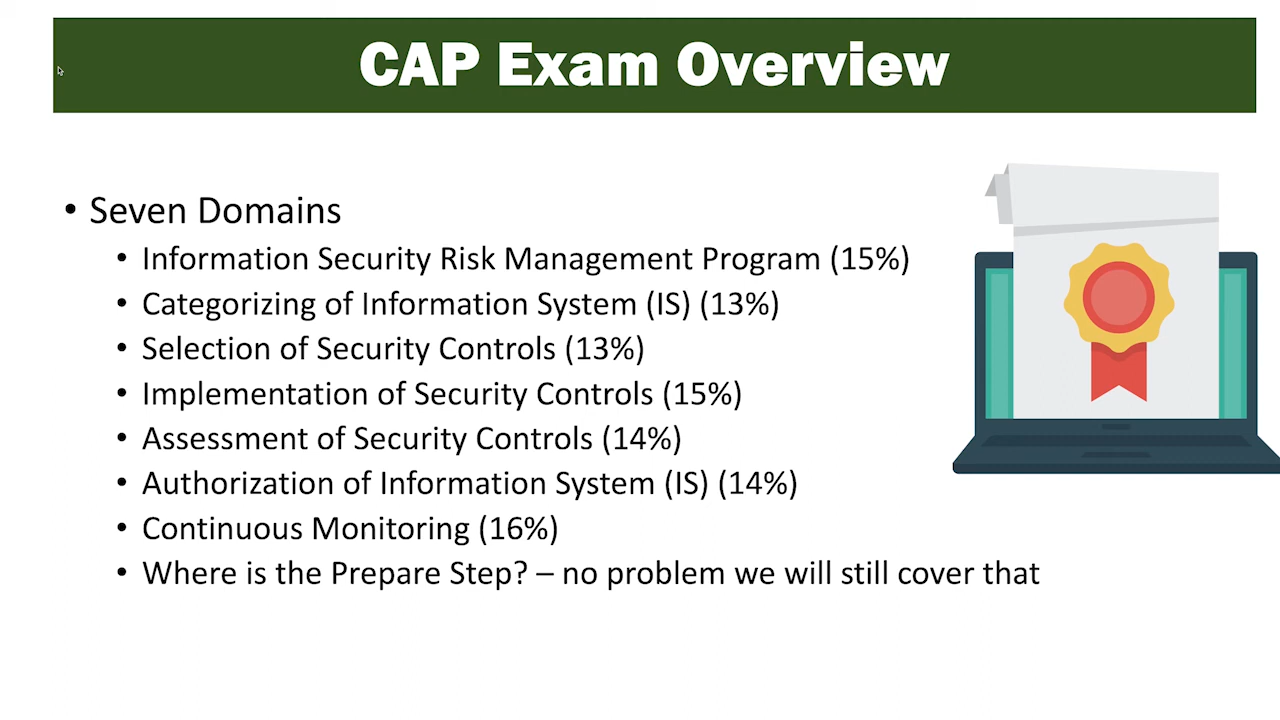 CAP Exam Overview
• Seven Domains
• Information Security Risk Management Program (15%)
• Categorizing of Information System (IS) (13%)
• Selection of Security Controls (13%)
• Implementation of Security Controls (15%)
• Assessment of Security Controls (14%)
• Authorization of Information System (IS) (14%)
• Continuous Monitoring (16%)
• Where is the Prepare Step? – no problem we will still cover that